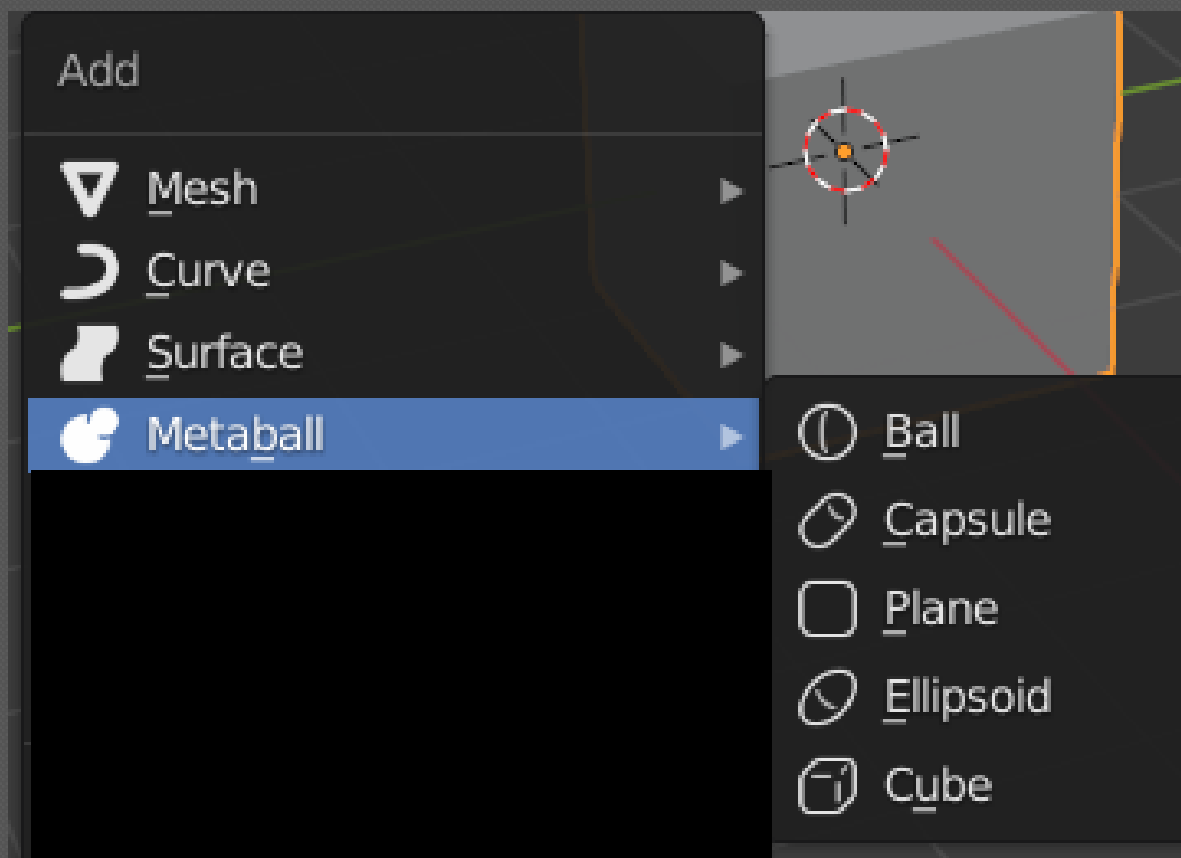 Add
Mesh
Curve
Surface
Metaball
Ball
Capsule
Plane
Ellipsoid
Cube